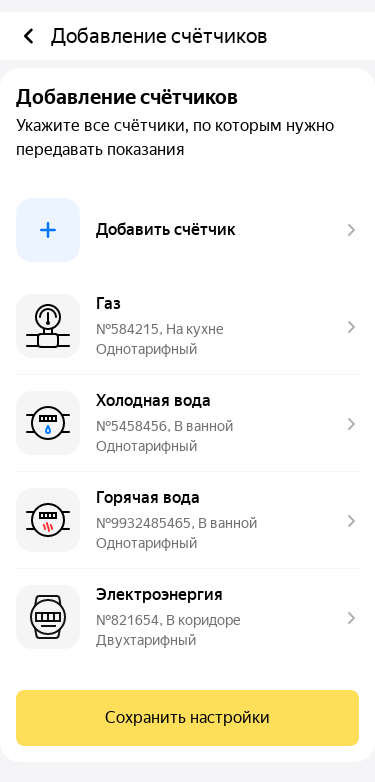 Добавление счётчиков
Добавление счётчиков
Укажите все счётчики, по которым нужно
передавать показания
Добавить счётчик
Газ
№584215, На кухне
Однотарифный
Холодная вода
№5458456, В ванной
Однотарифный
Горячая вода
№9932485465, В ванной
Однотарифный
Электроэнергия
№821654, В коридоре
Двухтарифный
Сохранить настройки